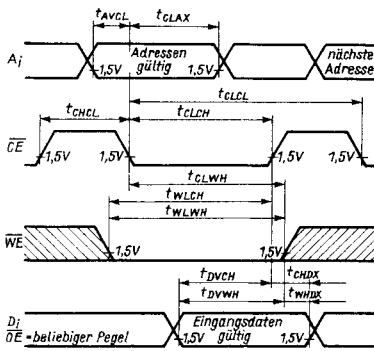 tAVCL tCLAX
Ai
Adressen gültig
nächste Adresse
1,5V 1,5V
tCHCL tCLCL
tCLCH
CE
1,5V 1,5V 1,5V 1,5V
tCLWH
tWLCH
tWLWH
WE
1,5V 1,5V
tDVCH tCHDX
tDVWH tWHDX
Di
Eingangsdaten gültig
OE = beliebiger Pegel
1,5V 1,5V